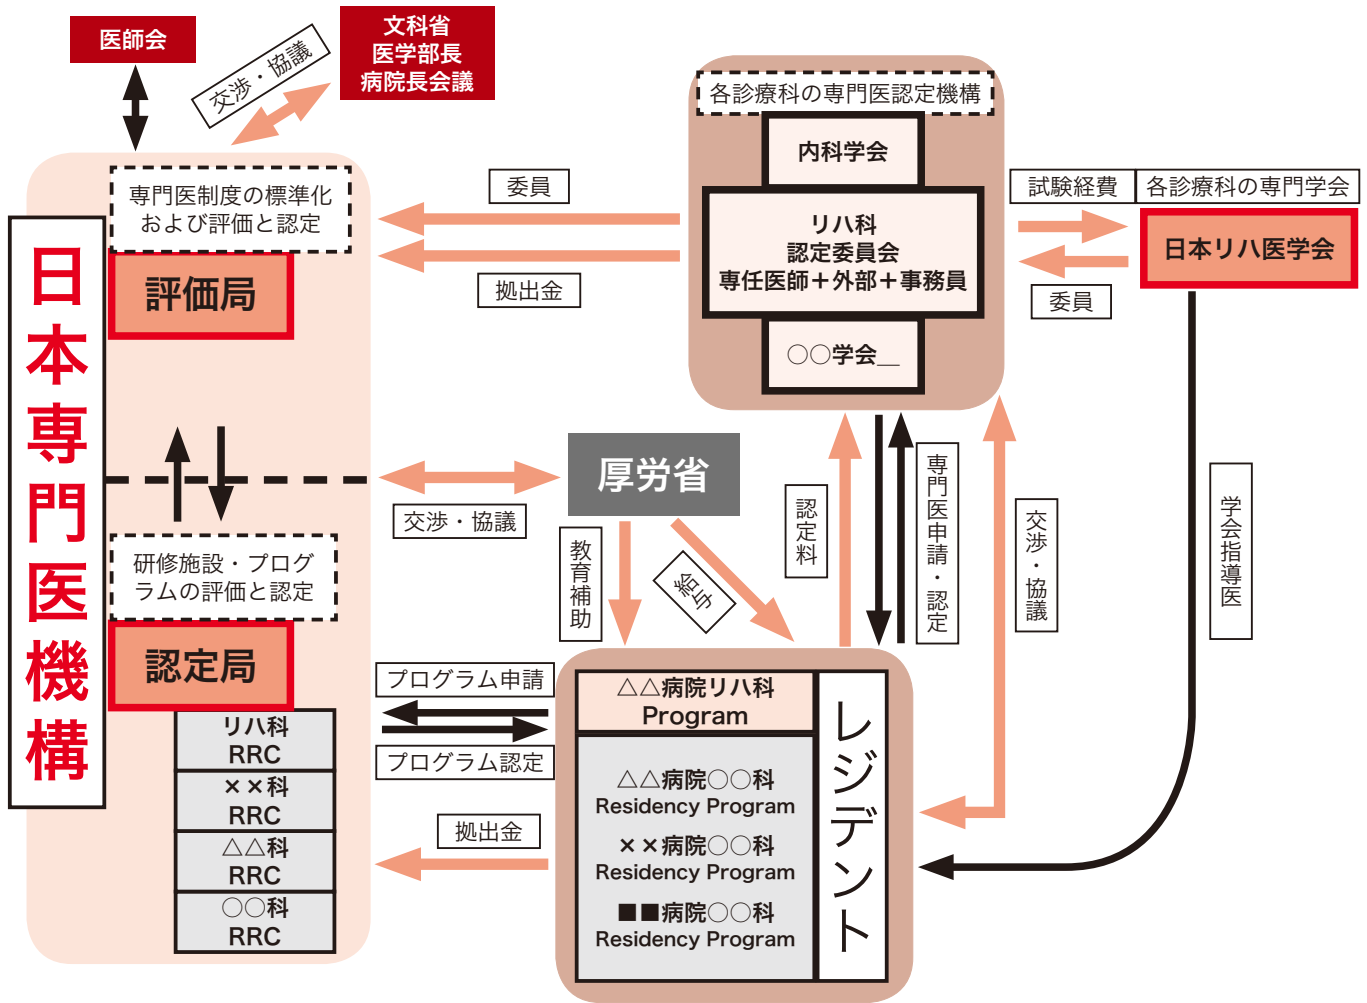 医師会
文科省
医学部長
病院長会議
交渉・協議
日本専門医機構
専門医制度の標準化
および評価と認定
評価局
研修施設・プログ
ラムの評価と認定
認定局
リハ科
RRC
××科
RRC
△△科
RRC
○○科
RRC
委員
拠出金
各診療科の専門医認定機構
内科学会
リハ科
認定委員会
専任医師＋外部＋事務員
○○学会＿
試験経費
各診療科の専門学会
日本リハ医学会
委員
厚労省
交渉・協議
教育補助
給与
認定料
専門医申請・認定
交渉・協議
学会指導医
プログラム申請
プログラム認定
拠出金
△△病院リハ科
Program
△△病院○○科
Residency Program
××病院○○科
Residency Program
■■病院○○科
Residency Program
レジデント